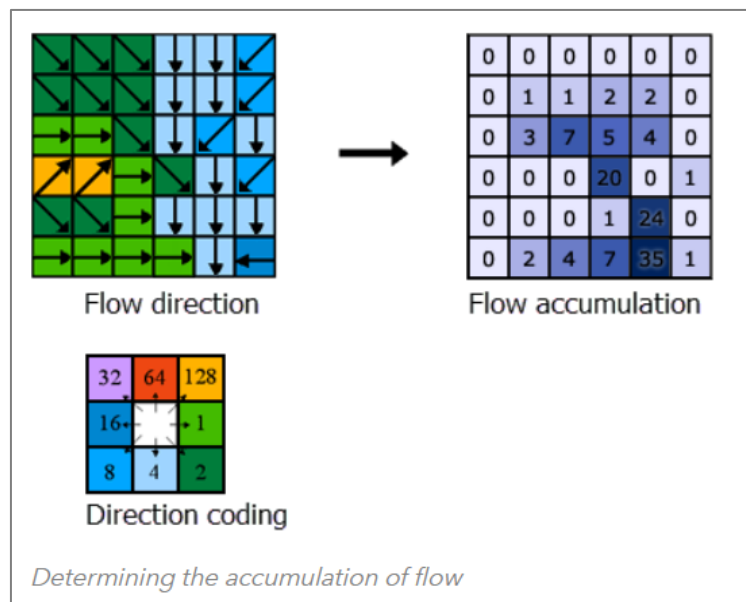 0 0 0 0 0 0
0 1 1 2 2 0
0 3 7 5 4 0
0 0 0 20 0 1
0 0 0 1 24 0
0 2 4 7 35 1
Flow direction
Flow accumulation
32 64 128
16 1
8 4 2
Direction coding
Determining the accumulation of flow